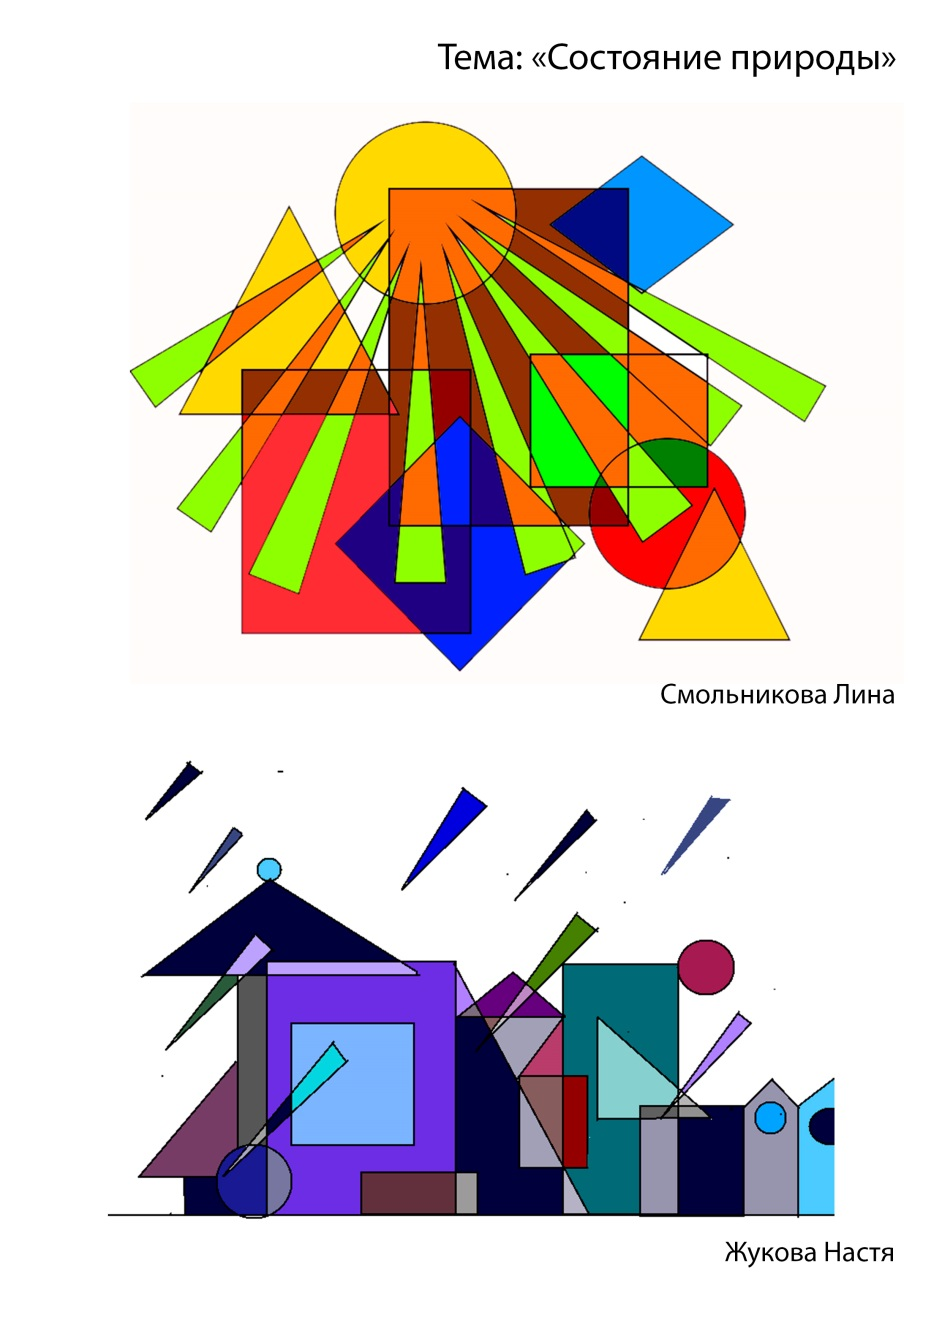 Тема: «Состояние природы»
Смольникова Лина
Жукова Настя